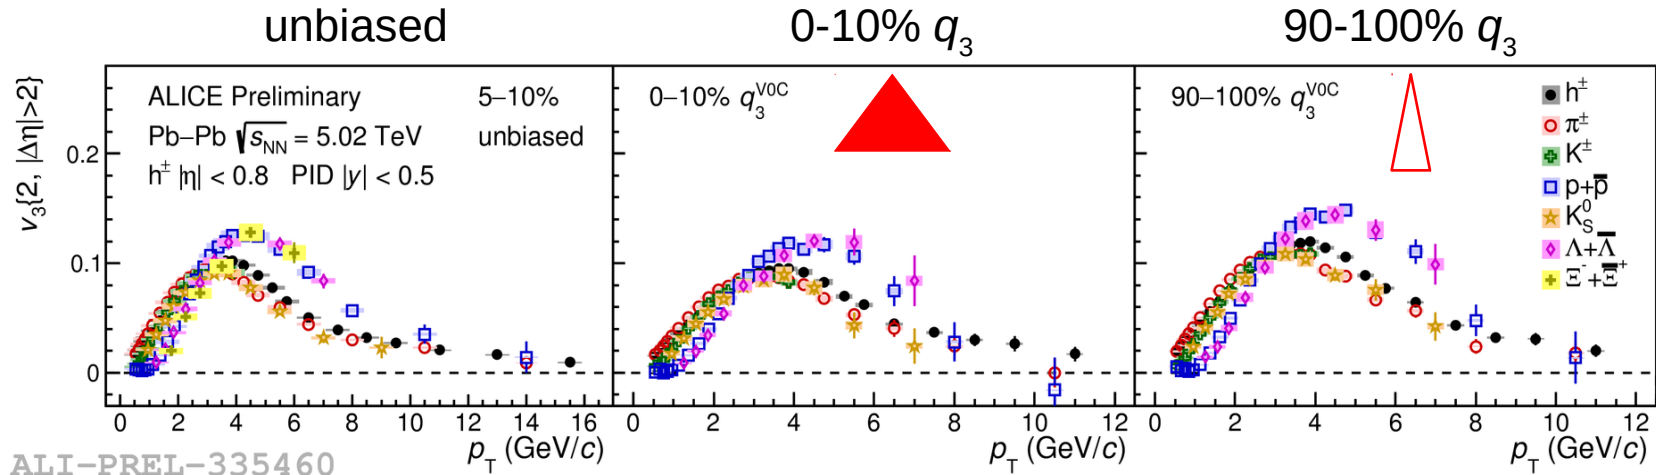 unbiased
0-10% q₃
90-100% q₃
ALICE Preliminary
5–10%
Pb–Pb √sNN = 5.02 TeV
unbiased
h± |η| < 0.8 PID |y| < 0.5
0–10% q₃V0C
90–100% q₃V0C
h±
π±
K±
p+p̄
K⁰S
Λ+Λ̄
Ξ⁻+Ξ̄⁺
v₃{2, |Δη|>2}
0.2
0.1
0
0 2 4 6 8 10 12 14 16
0 2 4 6 8 10 12
0 2 4 6 8 10 12
pT (GeV/c)
pT (GeV/c)
pT (GeV/c)
ALI-PREL-335460